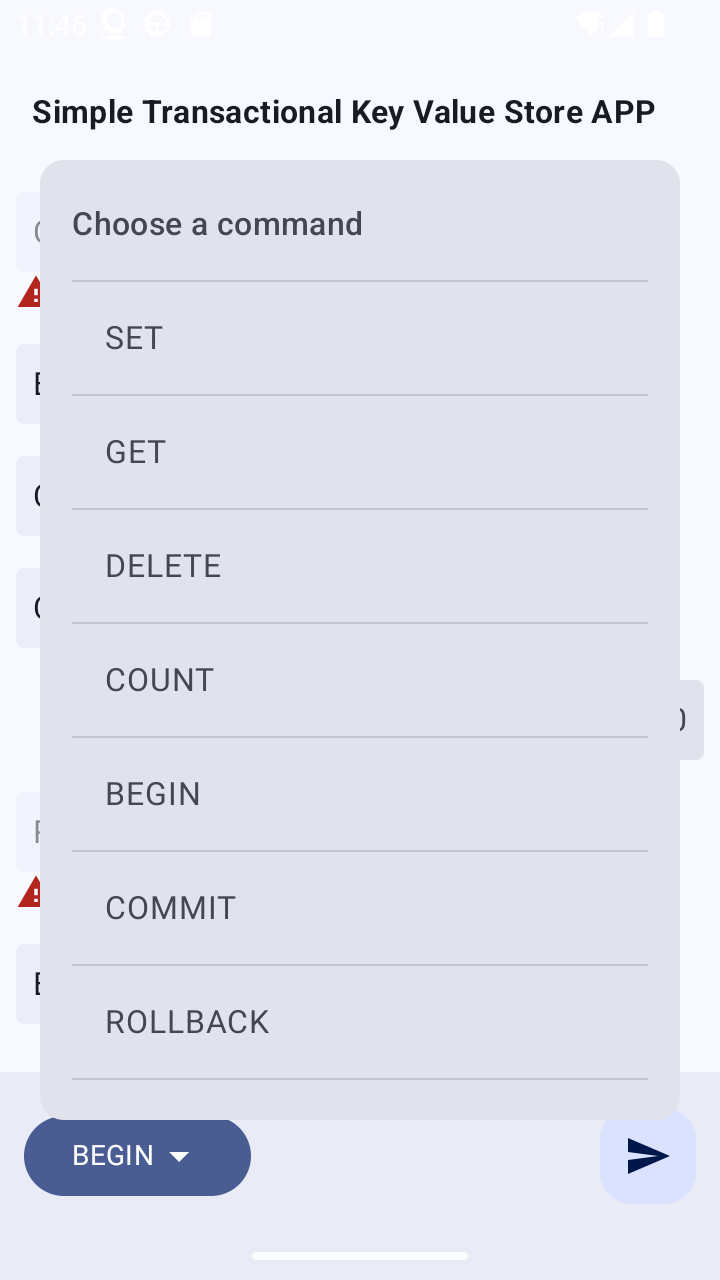 11:46
Simple Transactional Key Value Store APP
Choose a command
SET
GET
DELETE
COUNT
BEGIN
COMMIT
ROLLBACK
BEGIN